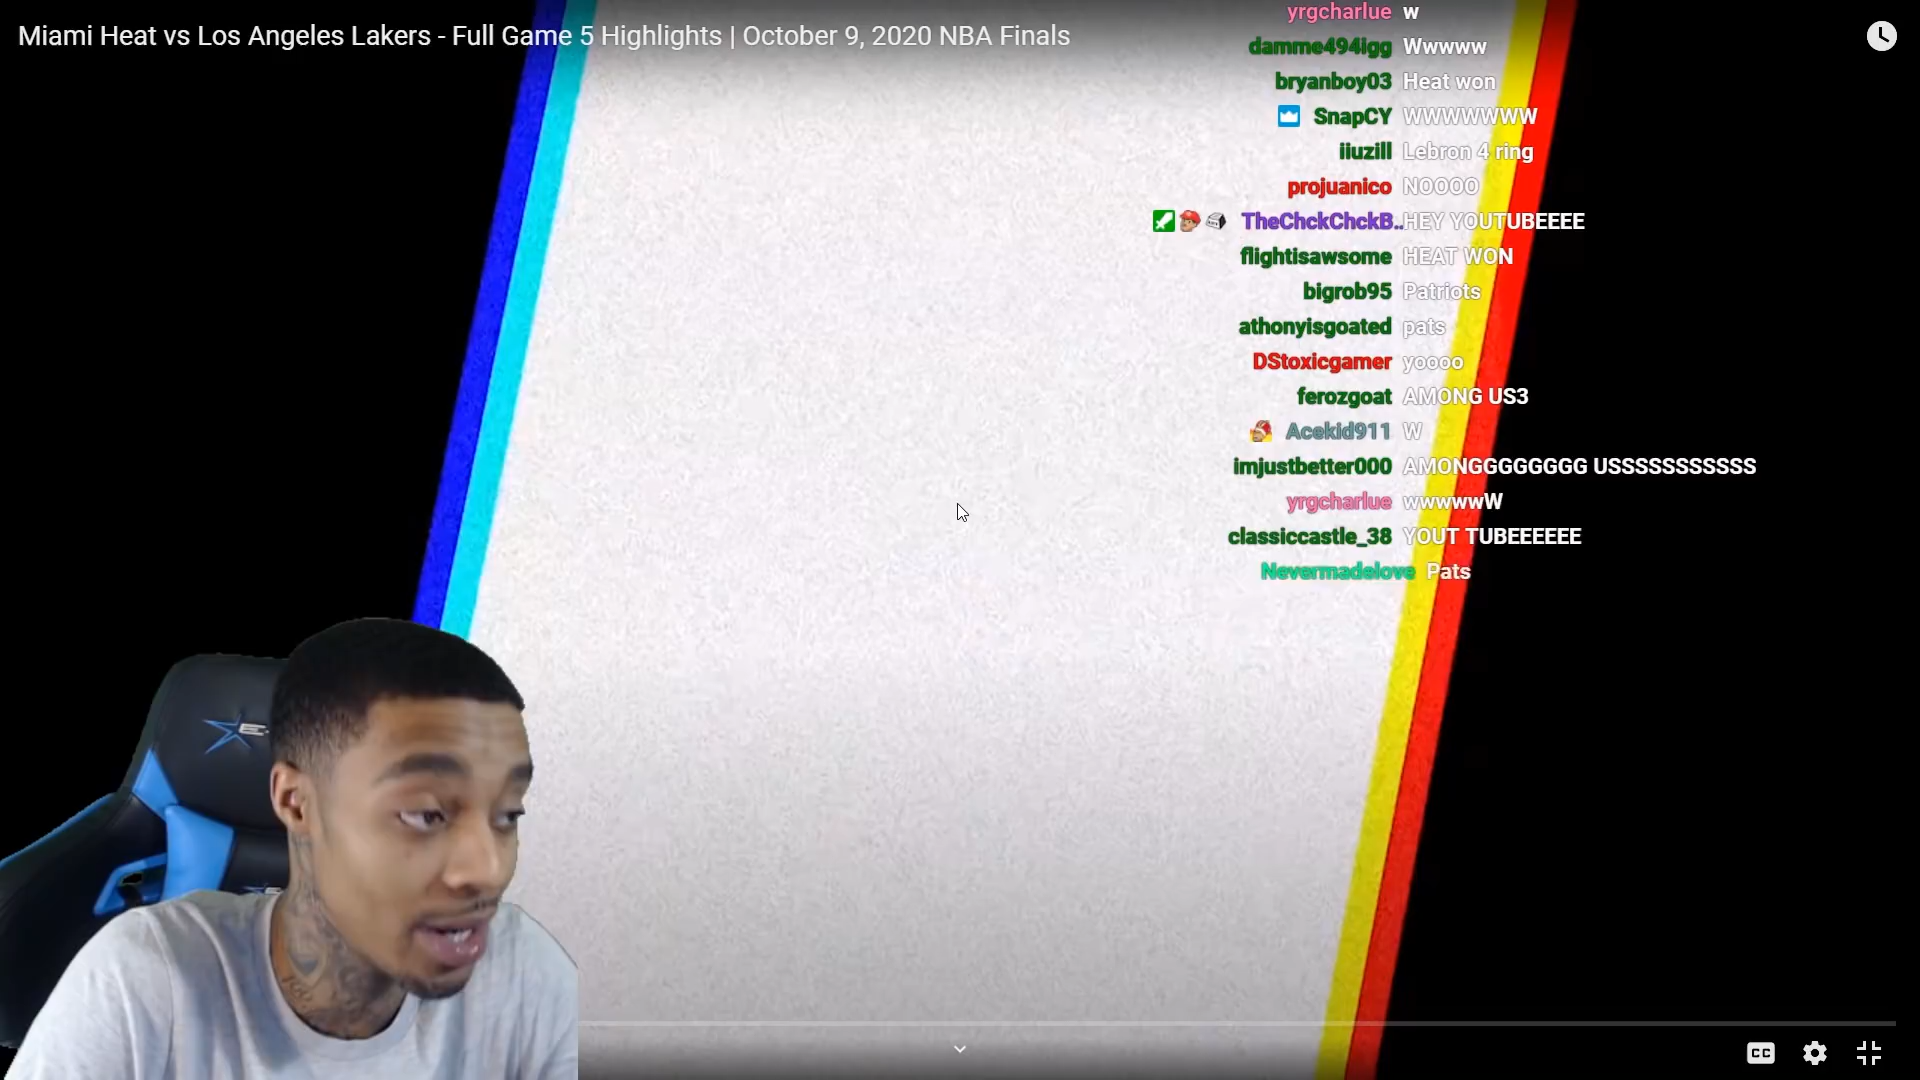 Miami Heat vs Los Angeles Lakers - Full Game 5 Highlights | October 9, 2020 NBA Finals
yrgcharlue w
damme494igg Wwwww
bryanboy03 Heat won
SnapCY WWWWWWW
iiuzill Lebron 4 ring
projuanico NOOOO
TheChckChckB.. HEY YOUTUBEEEE
flightisawsome HEAT WON
bigrob95 Patriots
athonyisgoated pats
DStoxicgamer yoooo
ferozgoat AMONG US3
Acekid911 W
imjustbetter000 AMONGGGGGGGG USSSSSSSSSSS
yrgcharlue wwwwwW
classiccastle_38 YOUT TUBEEEEEE
Nevermadelove Pats
E.
CC